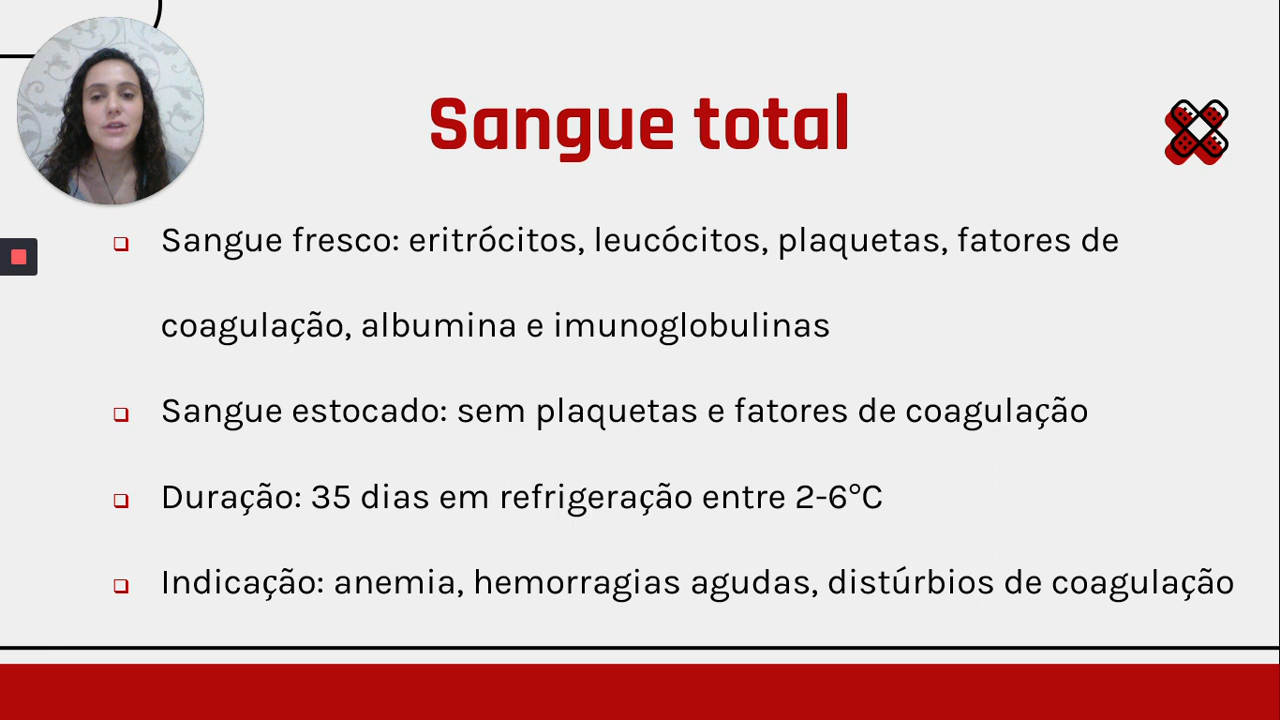 Sangue total
Sangue fresco: eritrócitos, leucócitos, plaquetas, fatores de
coagulação, albumina e imunoglobulinas
Sangue estocado: sem plaquetas e fatores de coagulação
Duração: 35 dias em refrigeração entre 2-6°C
Indicação: anemia, hemorragias agudas, distúrbios de coagulação